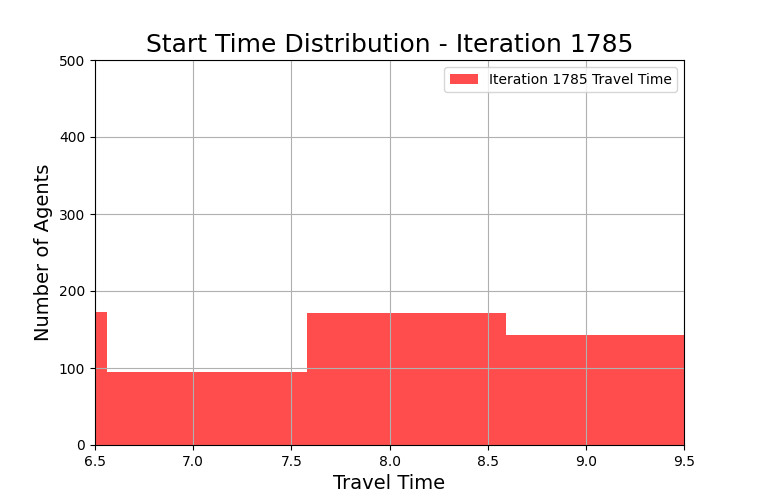 Start Time Distribution - Iteration 1785
Iteration 1785 Travel Time
Number of Agents
500
400
300
200
100
0
6.5 7.0 7.5 8.0 8.5 9.0 9.5
Travel Time